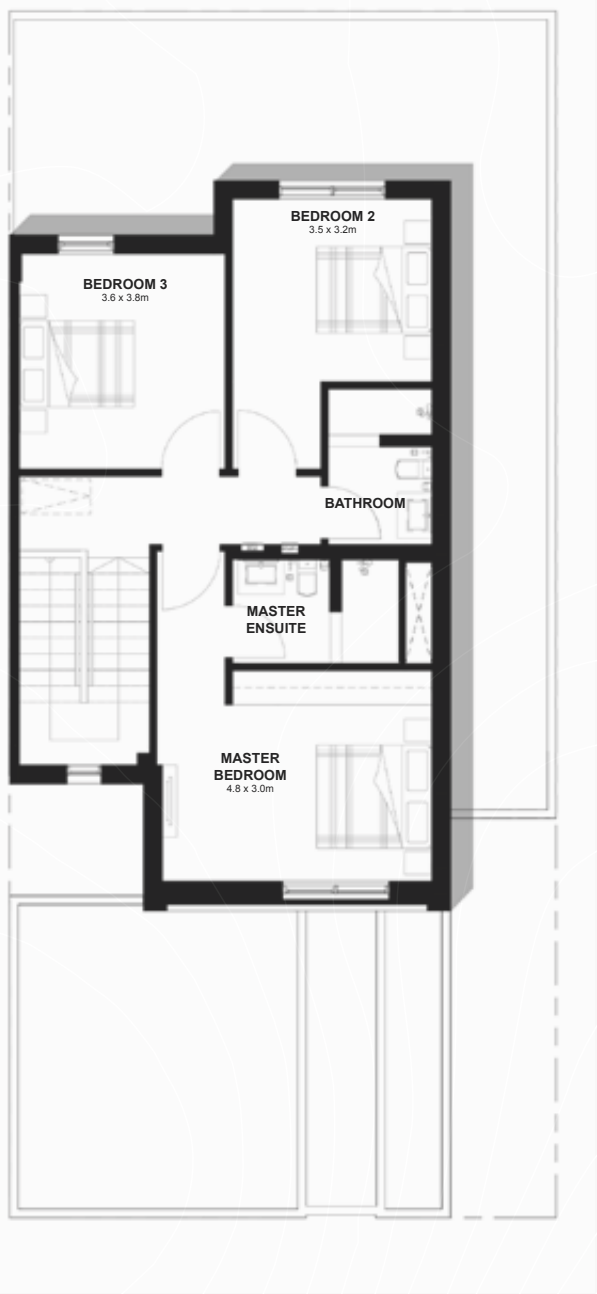 BEDROOM 2
3.5 x 3.2m
BEDROOM 3
3.6 x 3.8m
BATHROOM
MASTER
ENSUITE
MASTER
BEDROOM
4.8 x 3.0m